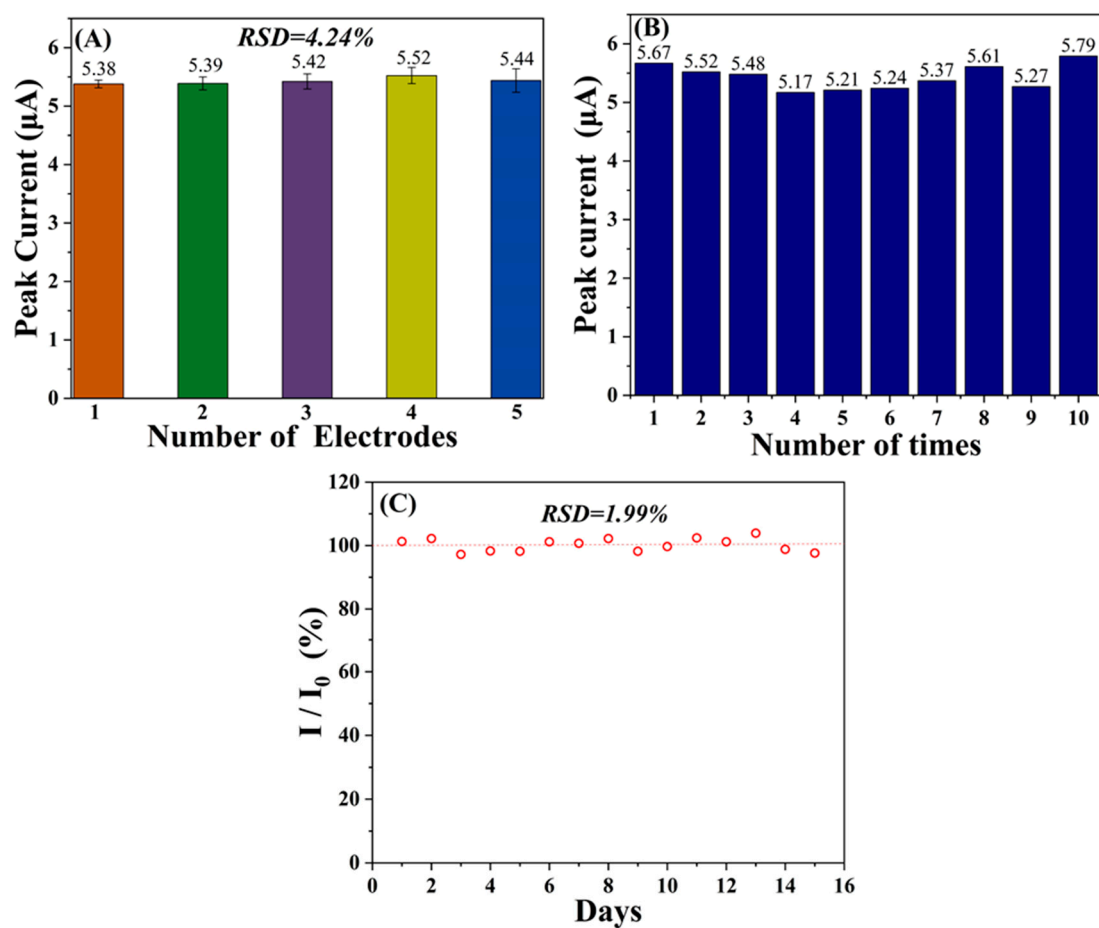 (A)
RSD=4.24%
5.38
5.39
5.42
5.52
5.44
6
5
4
3
2
1
0
Peak Current (μA)
1 2 3 4 5
Number of Electrodes
(B)
5.67 5.52 5.48 5.17 5.21 5.24 5.37 5.61 5.27 5.79
6
5
4
3
2
1
0
Peak current (μA)
1 2 3 4 5 6 7 8 9 10
Number of times
(C)
RSD=1.99%
120
100
80
60
40
20
0
I / I0 (%)
0 2 4 6 8 10 12 14 16
Days